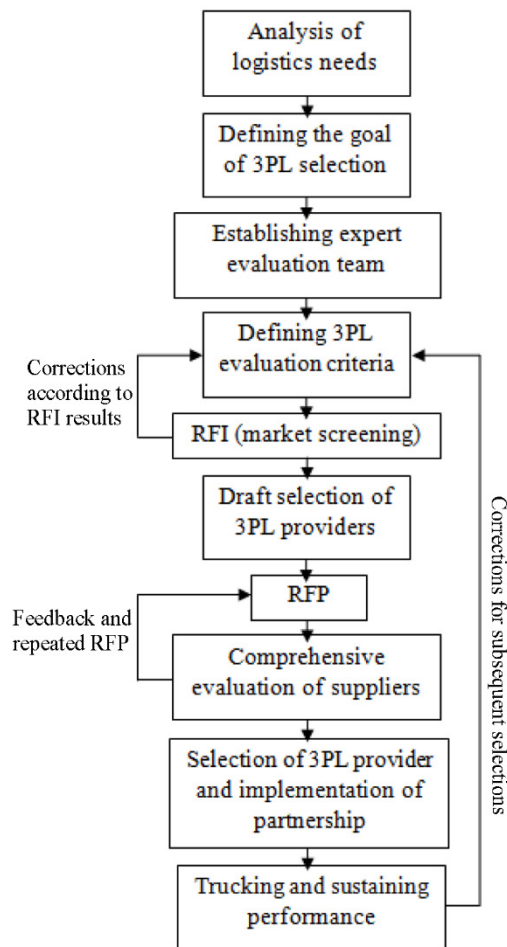 Analysis of
logistics needs
Defining the goal
of 3PL selection
Establishing expert
evaluation team
Defining 3PL
evaluation criteria
Corrections
according to
RFI results
RFI (market screening)
Draft selection of
3PL providers
RFP
Feedback and
repeated RFP
Comprehensive
evaluation of suppliers
Selection of 3PL provider
and implementation of
partnership
Trucking and sustaining
performance
Corrections for subsequent selections